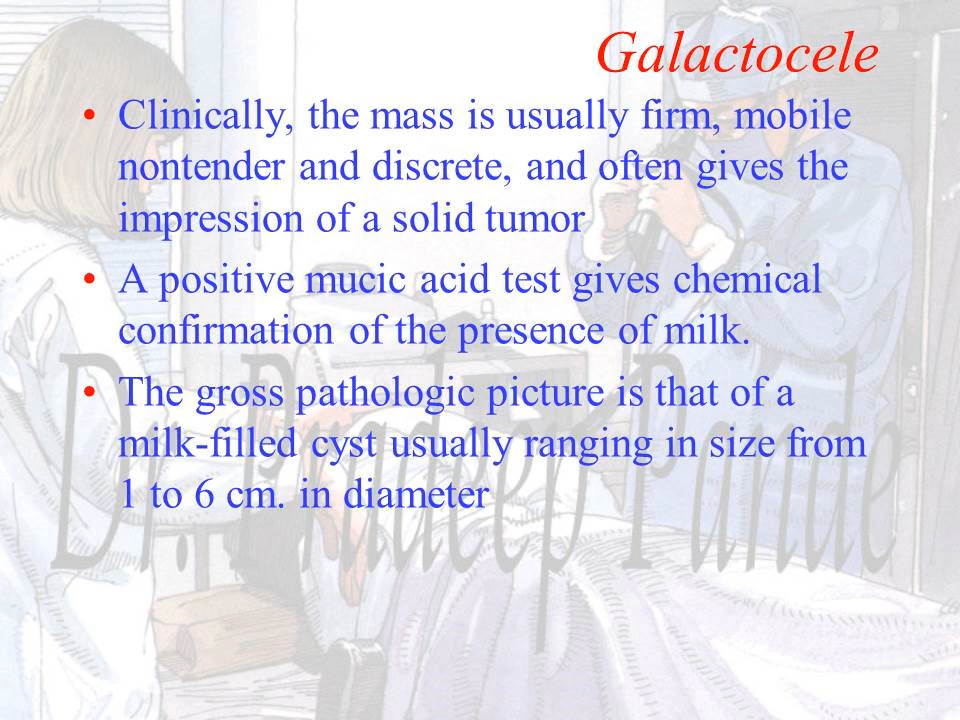 Galactocele
• Clinically, the mass is usually firm, mobile
nontender and discrete, and often gives the
impression of a solid tumor
• A positive mucic acid test gives chemical
confirmation of the presence of milk.
• The gross pathologic picture is that of a
milk-filled cyst usually ranging in size from
1 to 6 cm. in diameter
Dr. Pradeep Pande